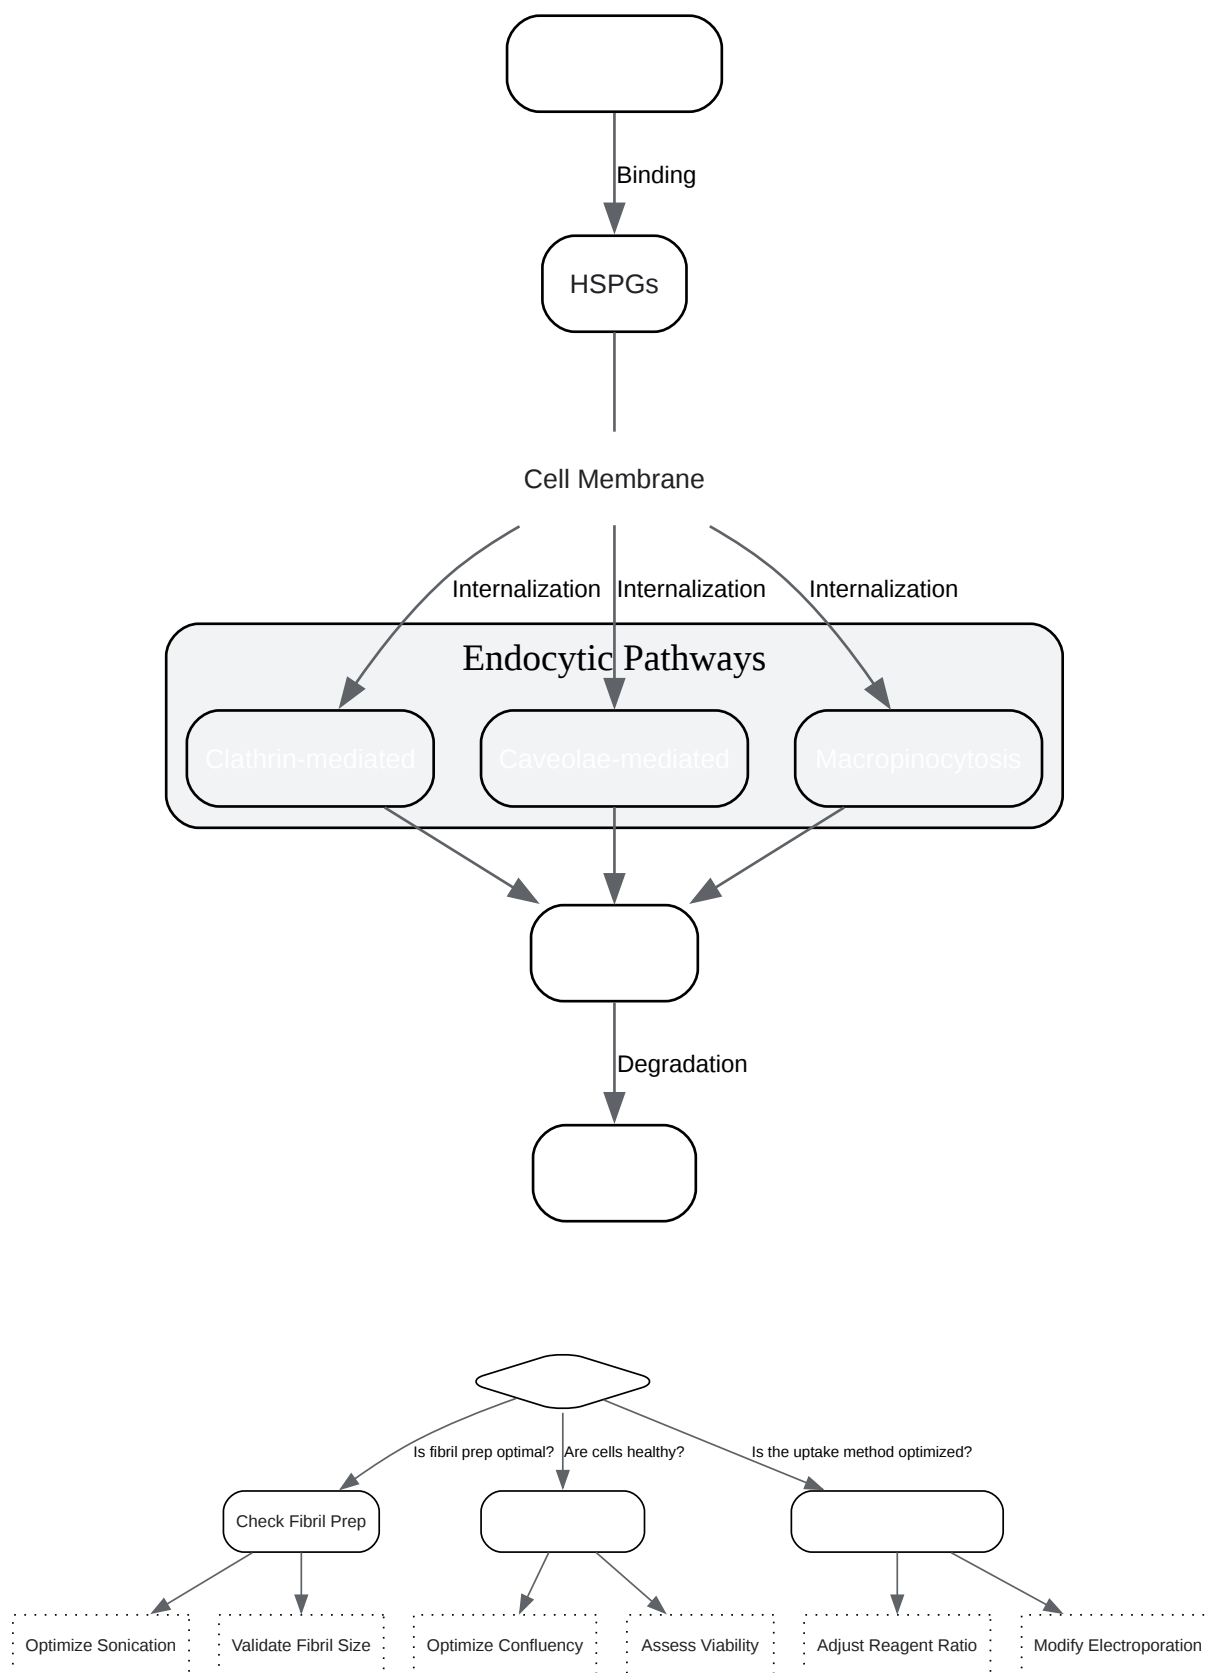 Binding
HSPGs
Cell Membrane
Internalization
Internalization
Internalization
Endocytic Pathways
Clathrin-mediated
Caveolae-mediated
Macropinocytosis
Degradation
Is fibril prep optimal?
Are cells healthy?
Is the uptake method optimized?
Check Fibril Prep
Optimize Sonication
Validate Fibril Size
Optimize Confluency
Assess Viability
Adjust Reagent Ratio
Modify Electroporation